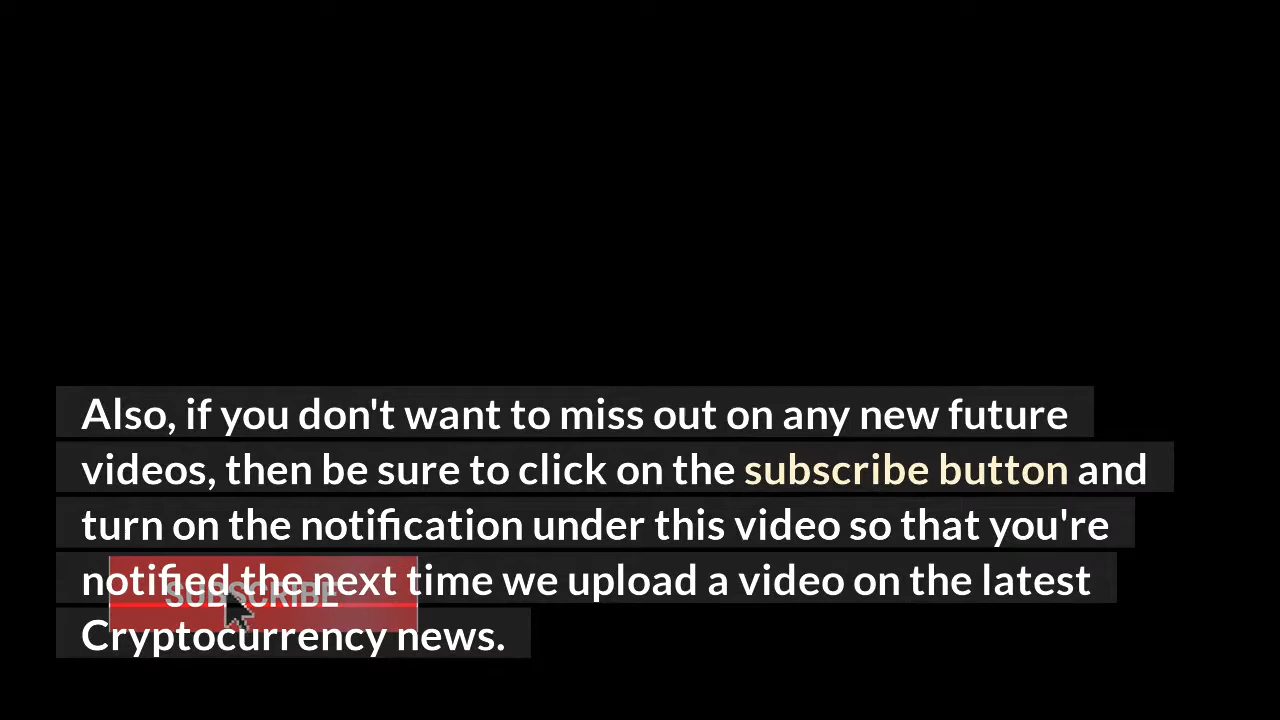 Also, if you don't want to miss out on any new future
videos, then be sure to click on the subscribe button and
turn on the notification under this video so that you're
notified the next time we upload a video on the latest
SUBSCRIBE
Cryptocurrency news.